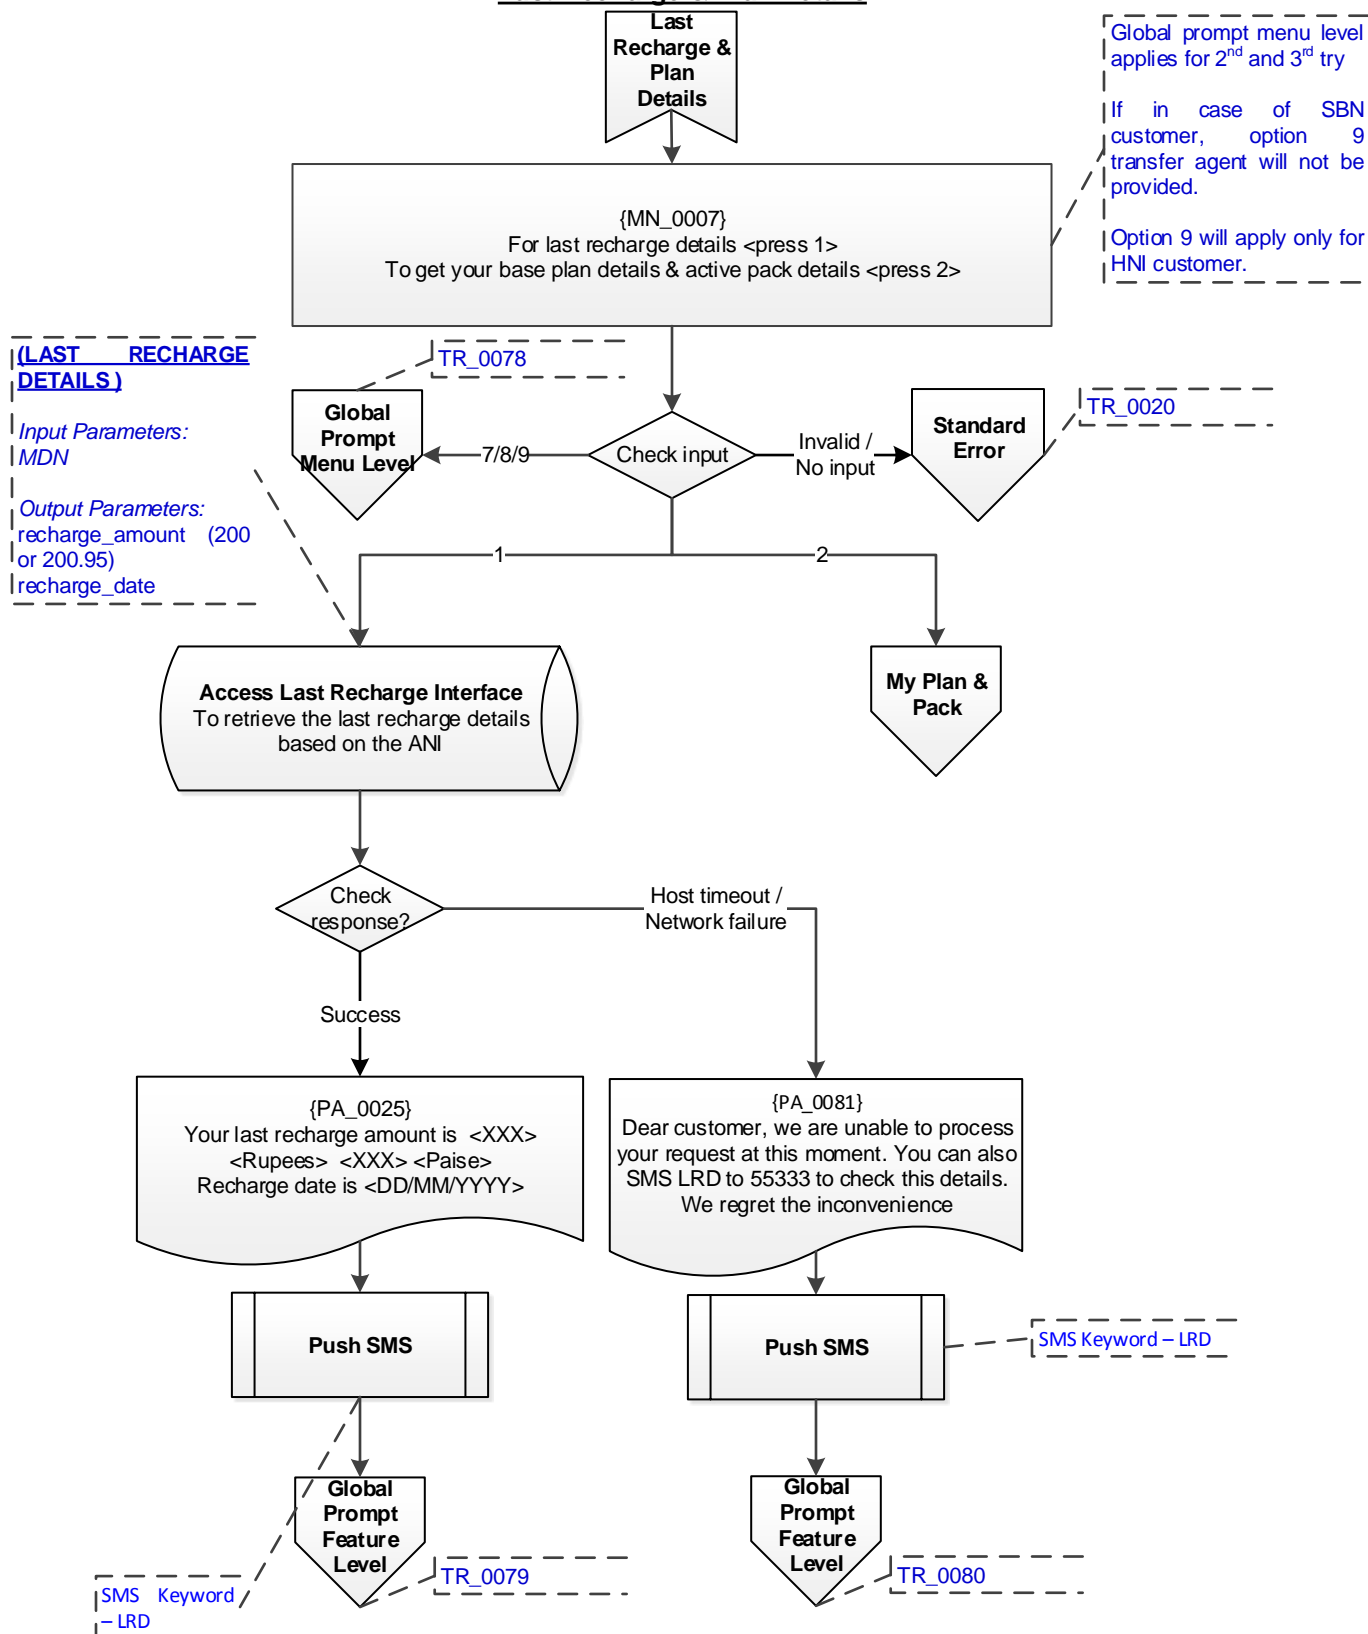 Last
Recharge &
Plan
Details
Global prompt menu level
applies for 2nd and 3rd try
If in case of SBN
customer, option 9
transfer agent will not be
provided.
Option 9 will apply only for
HNI customer.
{MN_0007}
For last recharge details <press 1>
To get your base plan details & active pack details <press 2>
(LAST RECHARGE
DETAILS )
Input Parameters:
MDN
Output Parameters:
recharge_amount (200
or 200.95)
recharge_date
TR_0078
Global
Prompt
Menu Level
7/8/9
Check input
Invalid /
No input
Standard
Error
TR_0020
1
2
Access Last Recharge Interface
To retrieve the last recharge details
based on the ANI
My Plan &
Pack
Check
response?
Host timeout /
Network failure
Success
{PA_0025}
Your last recharge amount is <XXX>
<Rupees> <XXX> <Paise>
Recharge date is <DD/MM/YYYY>
{PA_0081}
Dear customer, we are unable to process
your request at this moment. You can also
SMS LRD to 55333 to check this details.
We regret the inconvenience
Push SMS
Push SMS
SMS Keyword – LRD
Global
Prompt
Feature
Level
TR_0079
Global
Prompt
Feature
Level
TR_0080
SMS Keyword
– LRD